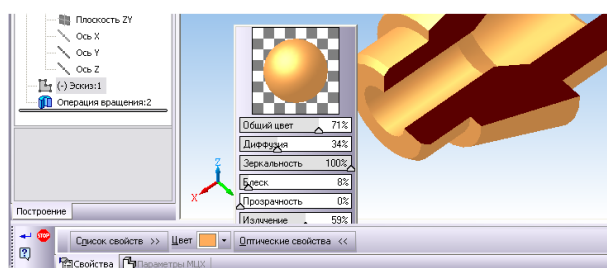 Плоскость ZY
Ось X
Ось Y
Ось Z
(-) Эскиз:1
Операция вращения:2
Построение
Общий цвет 71%
Диффузия 34%
Зеркальность 100%
Блеск 8%
Прозрачность 0%
Излучение 59%
Z
X
STOP
Список свойств >> Цвет Оптические свойства <<
Свойства Параметры МЦХ